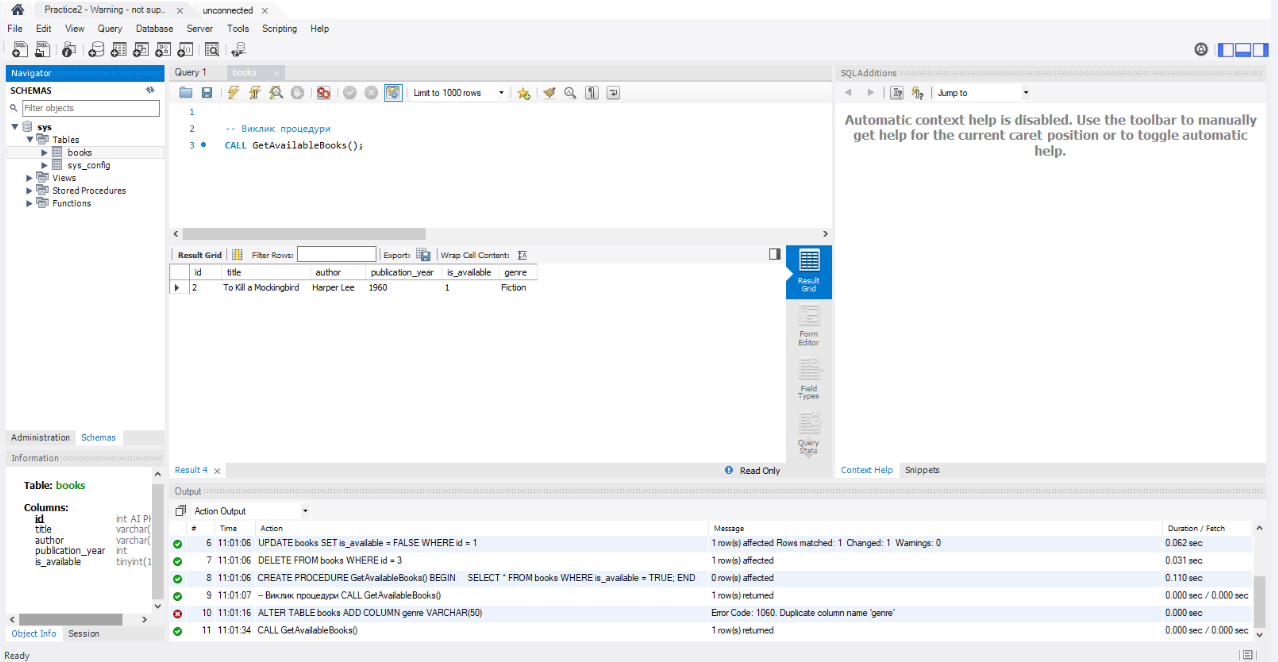 Practice2 - Warning - not sup... ×
unconnected ×
File Edit View Query Database Server Tools Scripting Help
Navigator
SCHEMAS
Filter objects
sys
Tables
books
sys_config
Views
Stored Procedures
Functions
Administration Schemas
Information
Table: books
Columns:
id int AI PK
title varchar(
author varchar(
publication_year int
is_available tinyint(1
Object Info Session
Query 1 books ×
Limit to 1000 rows
1
2 -- Виклик процедури
3 CALL GetAvailableBooks();
Result Grid Filter Rows: Export: Wrap Cell Content:
id title author publication_year is_available genre
2 To Kill a Mockingbird Harper Lee 1960 1 Fiction
Result
Grid
Form
Editor
Field
Types
Query
Stats
Result 4 × Read Only
SQLAdditions
Jump to
Automatic context help is disabled. Use the toolbar to manually
get help for the current caret position or to toggle automatic
help.
Context Help Snippets
Output
Action Output
# Time Action Message Duration / Fetch
6 11:01:06 UPDATE books SET is_available = FALSE WHERE id = 1 1 row(s) affected Rows matched: 1 Changed: 1 Warnings: 0 0.062 sec
7 11:01:06 DELETE FROM books WHERE id = 3 1 row(s) affected 0.031 sec
8 11:01:06 CREATE PROCEDURE GetAvailableBooks() BEGIN SELECT * FROM books WHERE is_available = TRUE; END 0 row(s) affected 0.110 sec
9 11:01:07 -- Виклик процедури CALL GetAvailableBooks() 1 row(s) returned 0.000 sec / 0.000 sec
10 11:01:16 ALTER TABLE books ADD COLUMN genre VARCHAR(50) Error Code: 1060. Duplicate column name 'genre' 0.000 sec
11 11:01:34 CALL GetAvailableBooks() 1 row(s) returned 0.000 sec / 0.000 sec
Ready